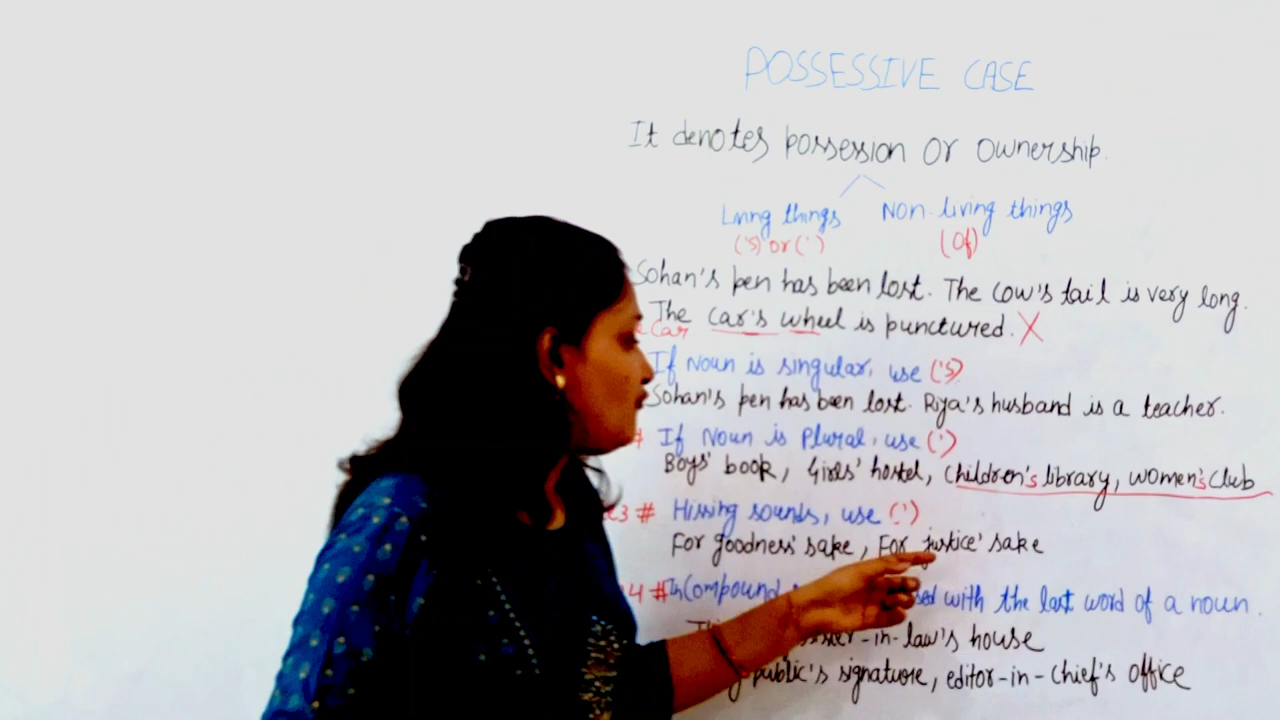 POSSESSIVE CASE
It denotes possession or ownership.
Living things Non-living things
('s) or (') (Of)
Sohan's pen has been lost. The cow's tail is very long.
The car's wheel is punctured. X
car
If Noun is singular, use ('s)
Sohan's pen has been lost. Riya's husband is a teacher.
# If Noun is Plural, use (')
Boys' book, Girls' hostel, Children's library, women's club
3 # Hissing sounds, use (')
For goodness' sake, For justice' sake
4 # In Compound used with the last word of a noun.
-in-law's house
public's signature, editor-in-chief's office